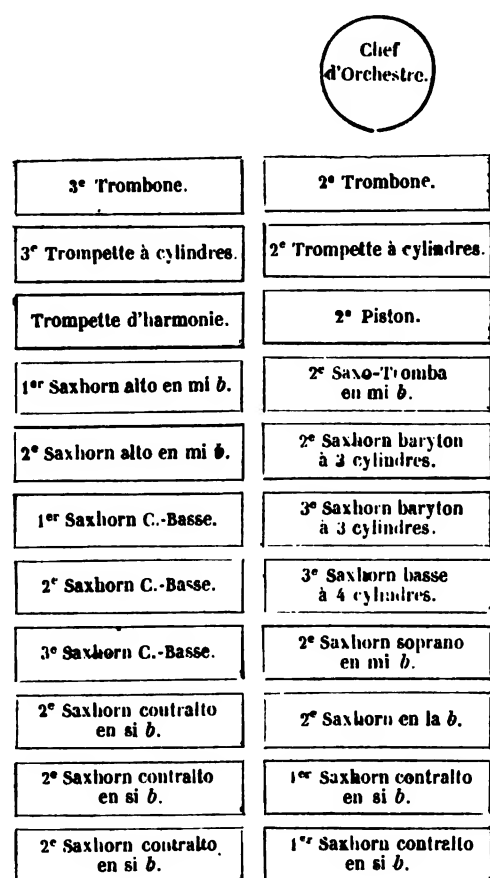 Chef
d'Orchestre.
3e Trombone.
2e Trombone.
3e Trompette à cylindres.
2e Trompette à cylindres.
Trompette d'harmonie.
2e Piston.
1er Saxhorn alto en mi b.
2e Saxo-Tromba
en mi b.
2e Saxhorn alto en mi b.
2e Saxhorn baryton
à 3 cylindres.
1er Saxhorn C.-Basse.
3e Saxhorn baryton
à 3 cylindres.
2e Saxhorn C.-Basse.
3e Saxhorn basse
à 4 cylindres.
3e Saxhorn C.-Basse.
2e Saxhorn soprano
en mi b.
2e Saxhorn contralto
en si b.
2e Saxhorn en la b.
2e Saxhorn contralto
en si b.
1er Saxhorn contralto
en si b.
2e Saxhorn contralto
en si b.
1er Saxhorn contralto
en si b.